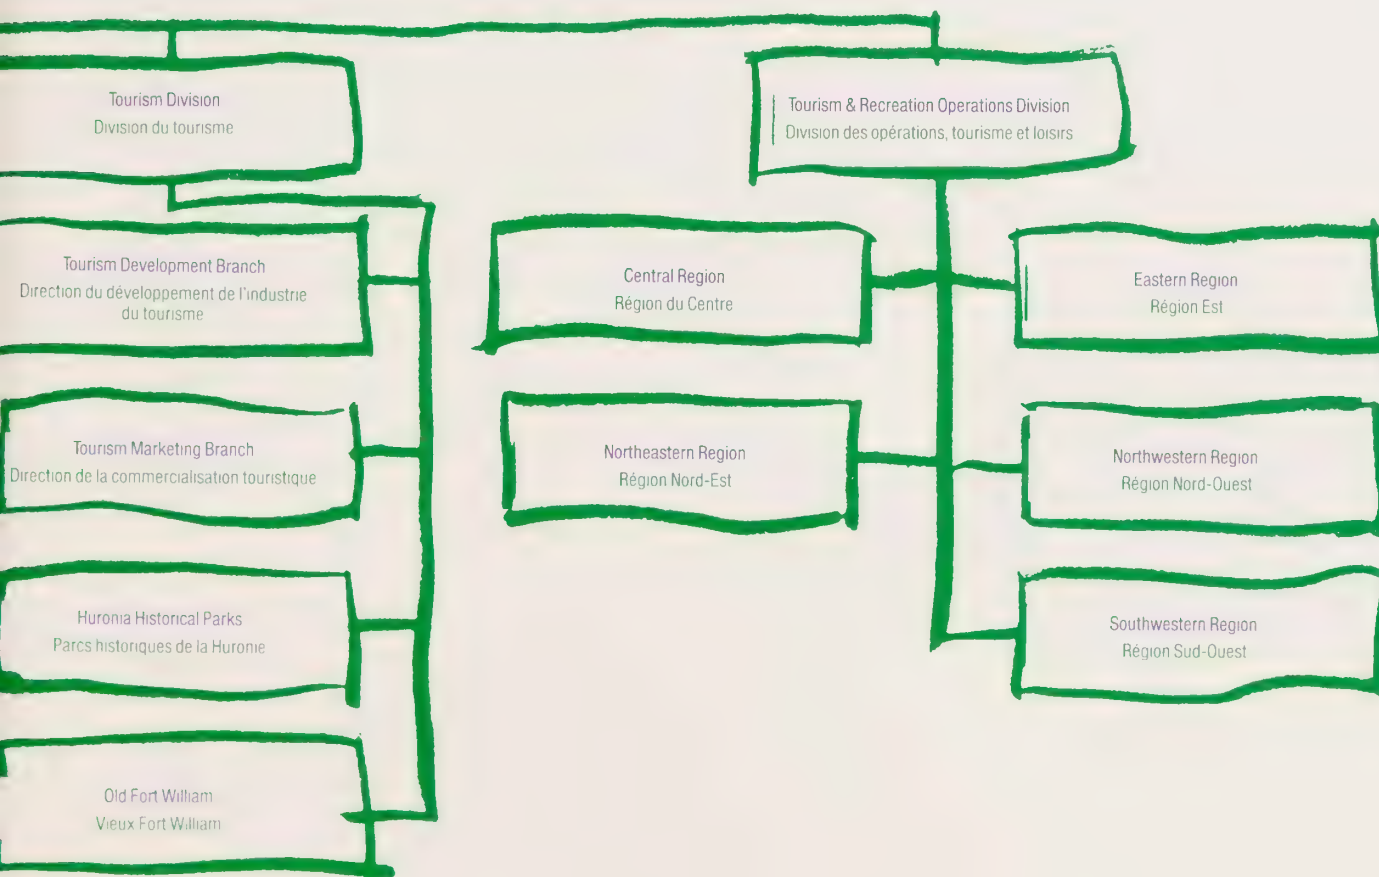 Tourism Division
Division du tourisme
Tourism & Recreation Operations Division
Division des opérations, tourisme et loisirs
Tourism Development Branch
Direction du développement de l'industrie
du tourisme
Central Region
Région du Centre
Eastern Region
Région Est
Tourism Marketing Branch
Direction de la commercialisation touristique
Northeastern Region
Région Nord-Est
Northwestern Region
Région Nord-Ouest
Huronia Historical Parks
Parcs historiques de la Huronie
Southwestern Region
Région Sud-Ouest
Old Fort William
Vieux Fort William